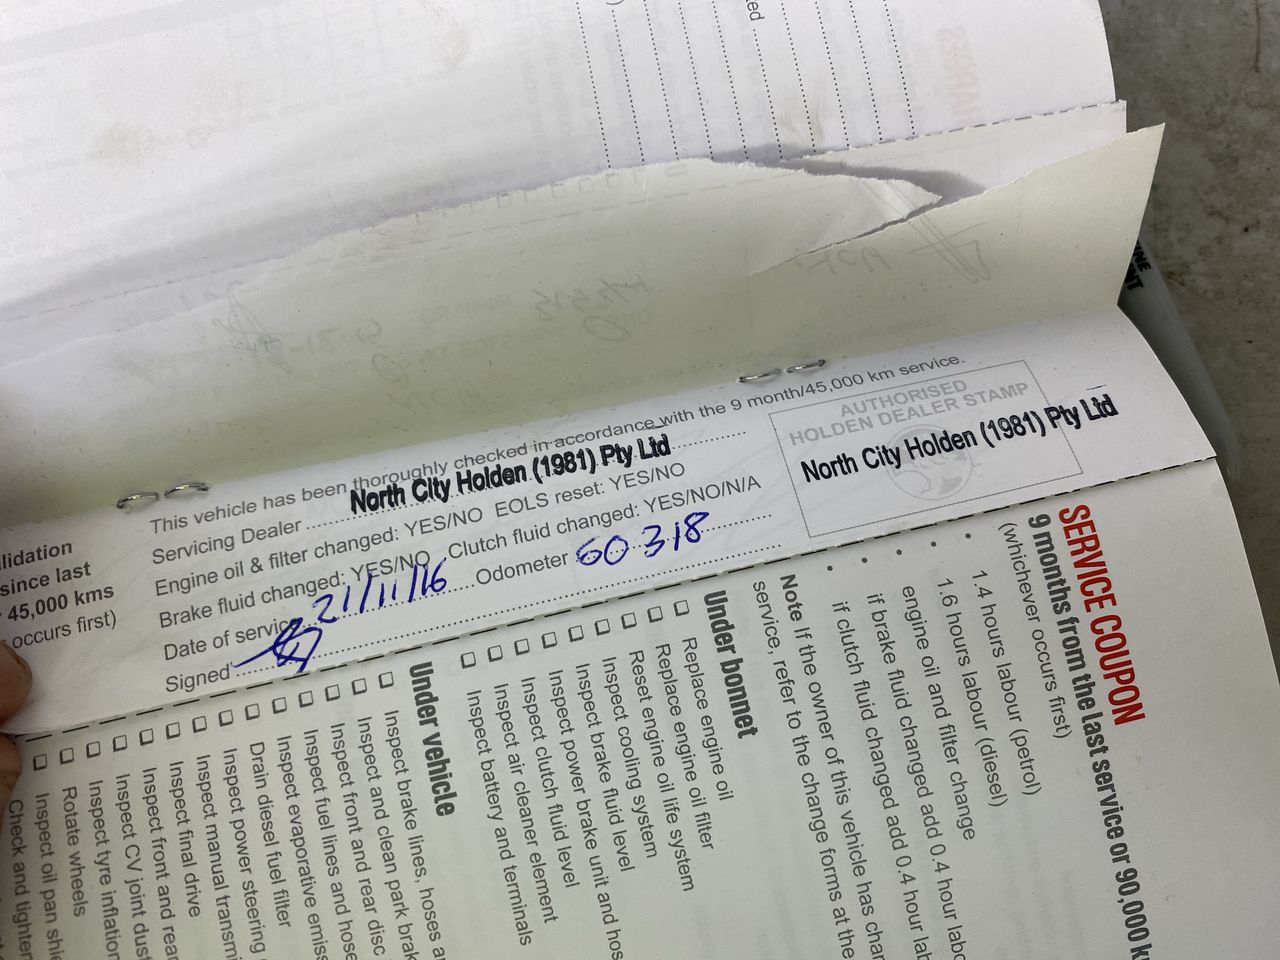 This vehicle has been thoroughly checked in accordance with the 9 month/45,000 km service.
Servicing Dealer North City Holden (1981) Pty Ltd
Engine oil & filter changed: YES/NO EOLS reset: YES/NO
Brake fluid changed: YES/NO Clutch fluid changed: YES/NO/N/A
Date of service 21/11/16 Odometer 60 318
Signed
AUTHORISED
HOLDEN DEALER STAMP
North City Holden (1981) Pty Ltd
lidation
since last
45,000 kms
occurs first)
SERVICE COUPON
9 months from the last service or 90,000 k
(whichever occurs first)
• 1.4 hours labour (petrol)
• 1.6 hours labour (diesel)
engine oil and filter change
• if brake fluid changed add 0.4 hour labo
• if clutch fluid changed add 0.4 hour lab
Note If the owner of this vehicle has chan
service, refer to the change forms at the
Under bonnet
Replace engine oil
Replace engine oil filter
Reset engine oil life system
Inspect cooling system
Inspect brake fluid level
Inspect power brake unit and hos
Inspect clutch fluid level
Inspect air cleaner element
Inspect battery and terminals
Under vehicle
Inspect brake lines, hoses a
Inspect and clean park brak
Inspect front and rear disc
Inspect fuel lines and hose
Inspect evaporative emiss
Drain diesel fuel filter
Inspect power steering
Inspect manual transmi
Inspect final drive
Inspect front and rea
Inspect CV joint dust
Inspect tyre inflation
Rotate wheels
Inspect oil pan shie
Check and tighten